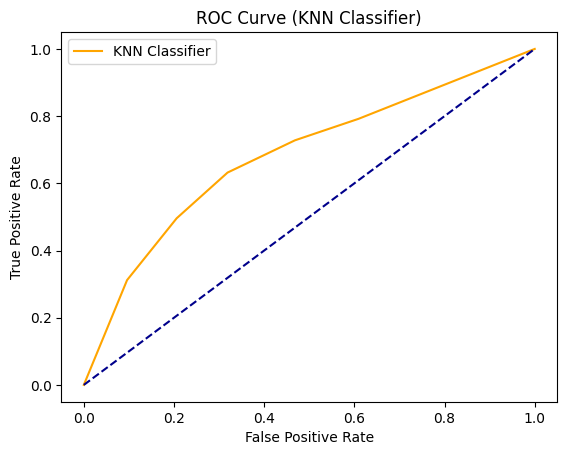 ROC Curve (KNN Classifier)
KNN Classifier
True Positive Rate
1.0
0.8
0.6
0.4
0.2
0.0
0.0 0.2 0.4 0.6 0.8 1.0
False Positive Rate